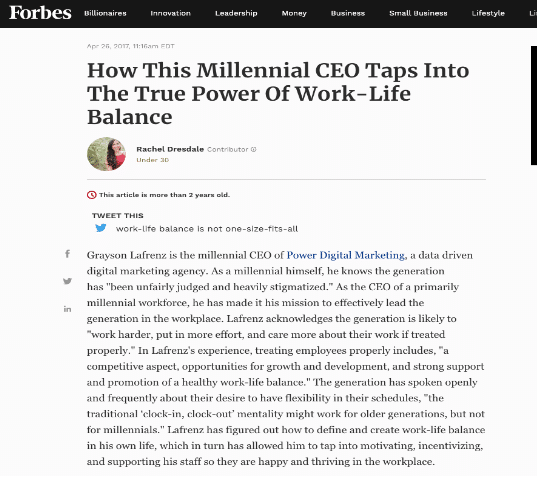 Forbes Billionaires Innovation Leadership Money Business Small Business Lifestyle
Apr 26, 2017, 11:16am EDT
How This Millennial CEO Taps Into
The True Power Of Work-Life
Balance
Rachel Dresdale Contributor
Under 30
This article is more than 2 years old.
TWEET THIS
work-life balance is not one-size-fits-all
Grayson Lafrenz is the millennial CEO of Power Digital Marketing, a data driven
digital marketing agency. As a millennial himself, he knows the generation
has "been unfairly judged and heavily stigmatized." As the CEO of a primarily
millennial workforce, he has made it his mission to effectively lead the
generation in the workplace. Lafrenz acknowledges the generation is likely to
"work harder, put in more effort, and care more about their work if treated
properly." In Lafrenz's experience, treating employees properly includes, "a
competitive aspect, opportunities for growth and development, and strong support
and promotion of a healthy work-life balance." The generation has spoken openly
and frequently about their desire to have flexibility in their schedules, "the
traditional ‘clock-in, clock-out’ mentality might work for older generations, but not
for millennials." Lafrenz has figured out how to define and create work-life balance
in his own life, which in turn has allowed him to tap into motivating, incentivizing,
and supporting his staff so they are happy and thriving in the workplace.